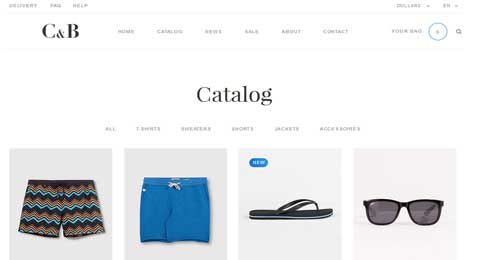 DELIVERY FAQ HELP DOLLARS EN
C&B HOME CATALOG NEWS SALE ABOUT CONTACT YOUR BAG 0
Catalog
ALL T-SHIRTS SWEATERS SHORTS JACKETS ACCESSORIES
NEW